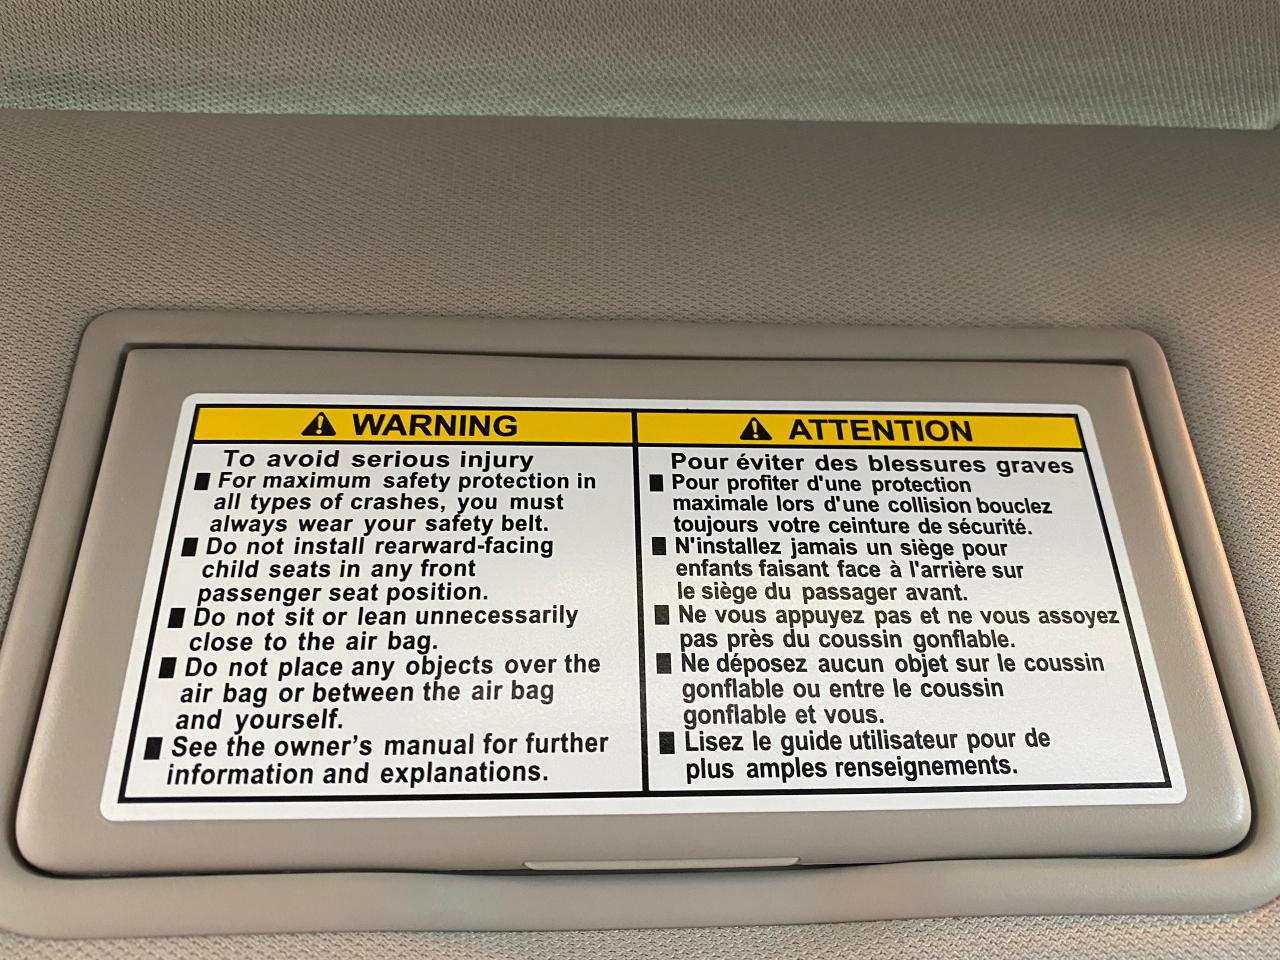 WARNING
To avoid serious injury
■ For maximum safety protection in
all types of crashes, you must
always wear your safety belt.
■ Do not install rearward-facing
child seats in any front
passenger seat position.
■ Do not sit or lean unnecessarily
close to the air bag.
■ Do not place any objects over the
air bag or between the air bag
and yourself.
■ See the owner's manual for further
information and explanations.
ATTENTION
Pour éviter des blessures graves
■ Pour profiter d'une protection
maximale lors d'une collision bouclez
toujours votre ceinture de sécurité.
■ N'installez jamais un siège pour
enfants faisant face à l'arrière sur
le siège du passager avant.
■ Ne vous appuyez pas et ne vous assoyez
pas près du coussin gonflable.
■ Ne déposez aucun objet sur le coussin
gonflable ou entre le coussin
gonflable et vous.
■ Lisez le guide utilisateur pour de
plus amples renseignements.